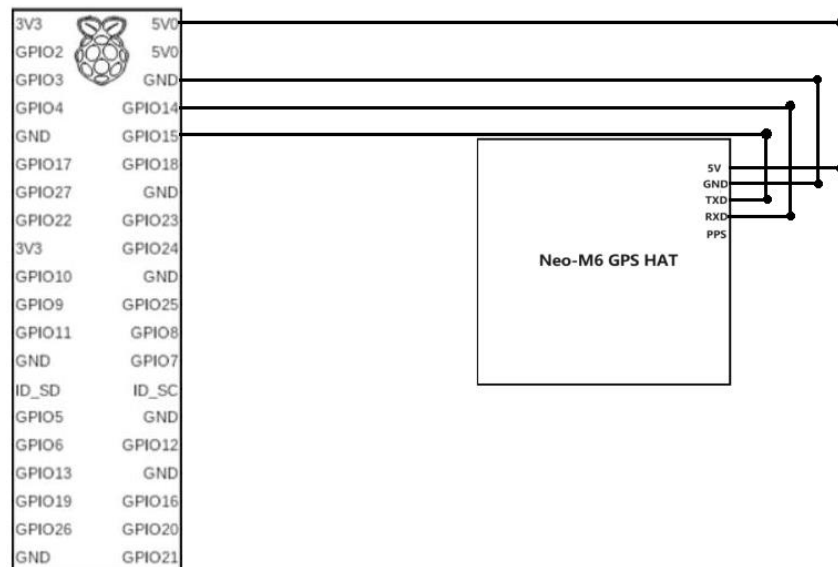 3V3 5V0
GPIO2 5V0
GPIO3 GND
GPIO4 GPIO14
GND GPIO15
GPIO17 GPIO18
GPIO27 GND
GPIO22 GPIO23
3V3 GPIO24
GPIO10 GND
GPIO9 GPIO25
GPIO11 GPIO8
GND GPIO7
ID_SD ID_SC
GPIO5 GND
GPIO6 GPIO12
GPIO13 GND
GPIO19 GPIO16
GPIO26 GPIO20
GND GPIO21
5V
GND
TXD
RXD
PPS
Neo-M6 GPS HAT